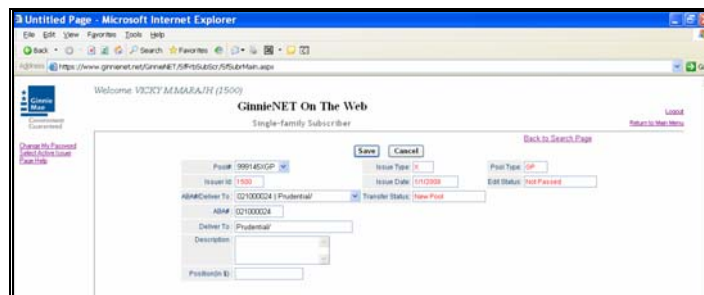 Untitled Page - Microsoft Internet Explorer
File Edit View Favorites Tools Help
Back Search Favorites
Address https://www.ginnienet.net/GinnieNET/SfFrbSubScr/SfSubrMain.aspx
Welcome VICKY M.MARAJH (1500)
Ginnie Mae
GinnieNET On The Web
Logout
Government Guaranteed
Single-family Subscriber
Return to Main Menu
Back to Search Page
Change My Password
Select Active Issuer
Page Help
Save Cancel
Pool# 999145XGP Issue Type: X Pool Type: GP
Issuer Id: 1500 Issue Date: 1/1/2008 Edit Status: Not Passed
ABA#/Deliver To: 021000024 | Prudential/ Transfer Status: New Pool
ABA# 021000024
Deliver To: Prudential/
Description:
Position(in $):